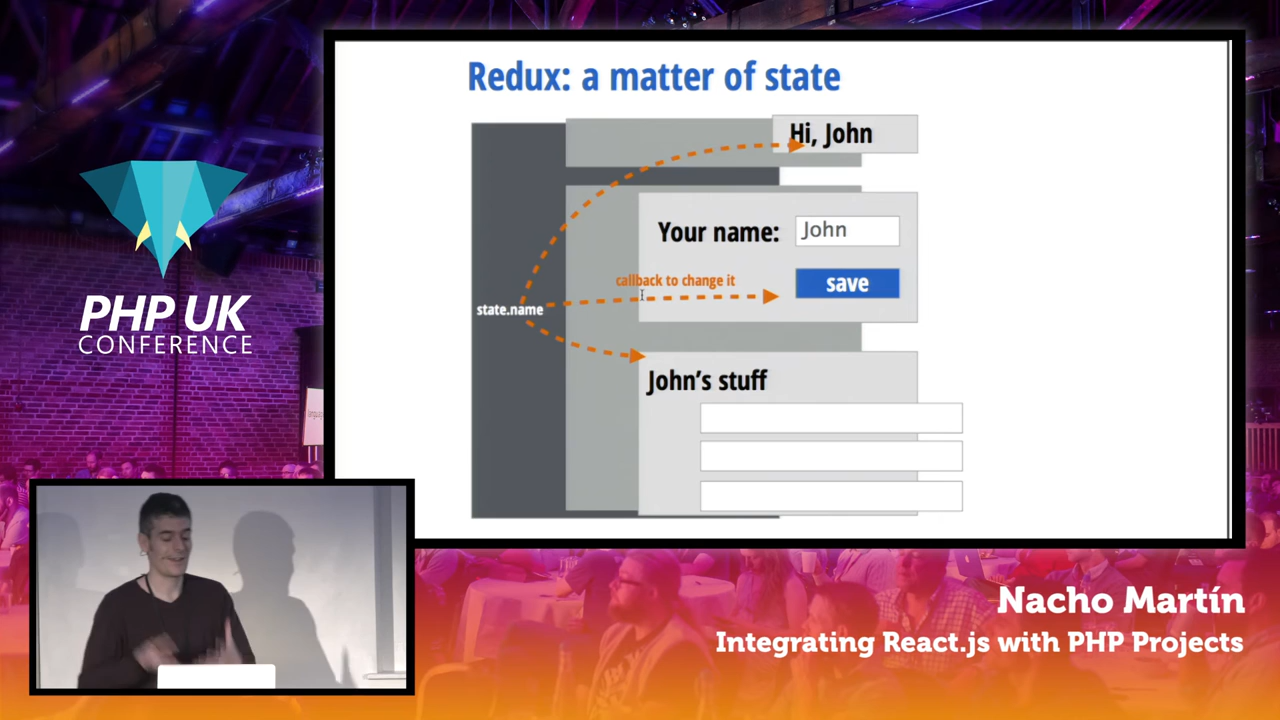 Redux: a matter of state
Hi, John
Your name:
John
callback to change it
save
state.name
John's stuff
PHP UK
CONFERENCE
Nacho Martín
Integrating React.js with PHP Projects